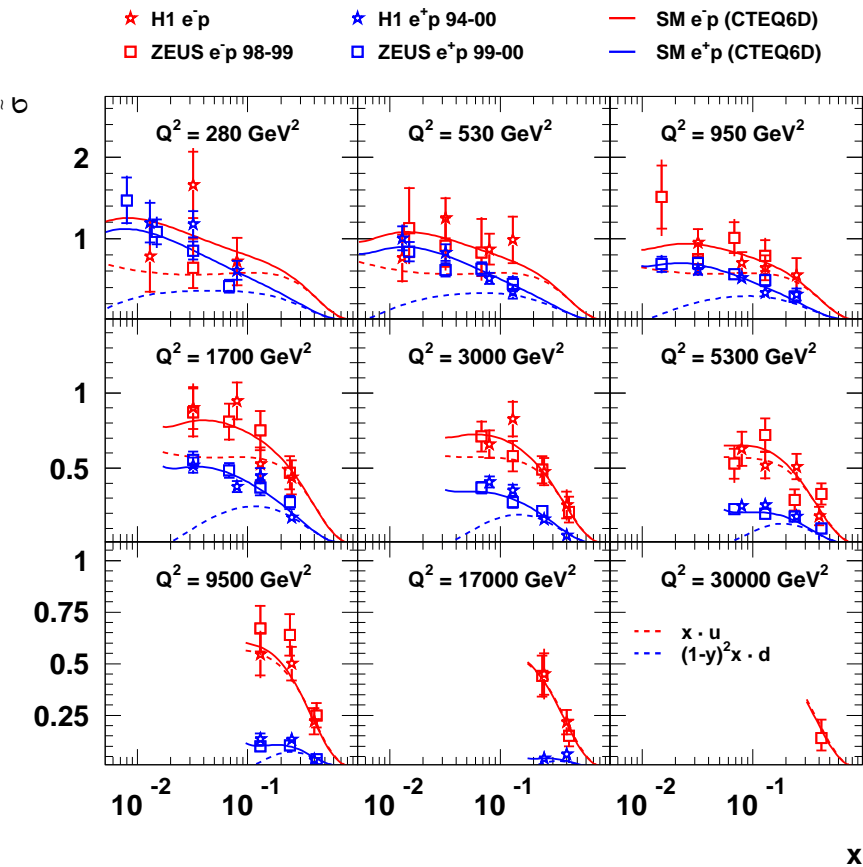 H1 e⁻p H1 e⁺p 94-00 SM e⁻p (CTEQ6D)
ZEUS e⁻p 98-99 ZEUS e⁺p 99-00 SM e⁺p (CTEQ6D)
σ̃
Q² = 280 GeV² Q² = 530 GeV² Q² = 950 GeV²
2
1
Q² = 1700 GeV² Q² = 3000 GeV² Q² = 5300 GeV²
1
0.5
Q² = 9500 GeV² Q² = 17000 GeV² Q² = 30000 GeV²
1
0.75
x · u
(1-y)²x · d
0.5
0.25
10⁻² 10⁻¹ 10⁻² 10⁻¹ 10⁻² 10⁻¹
x